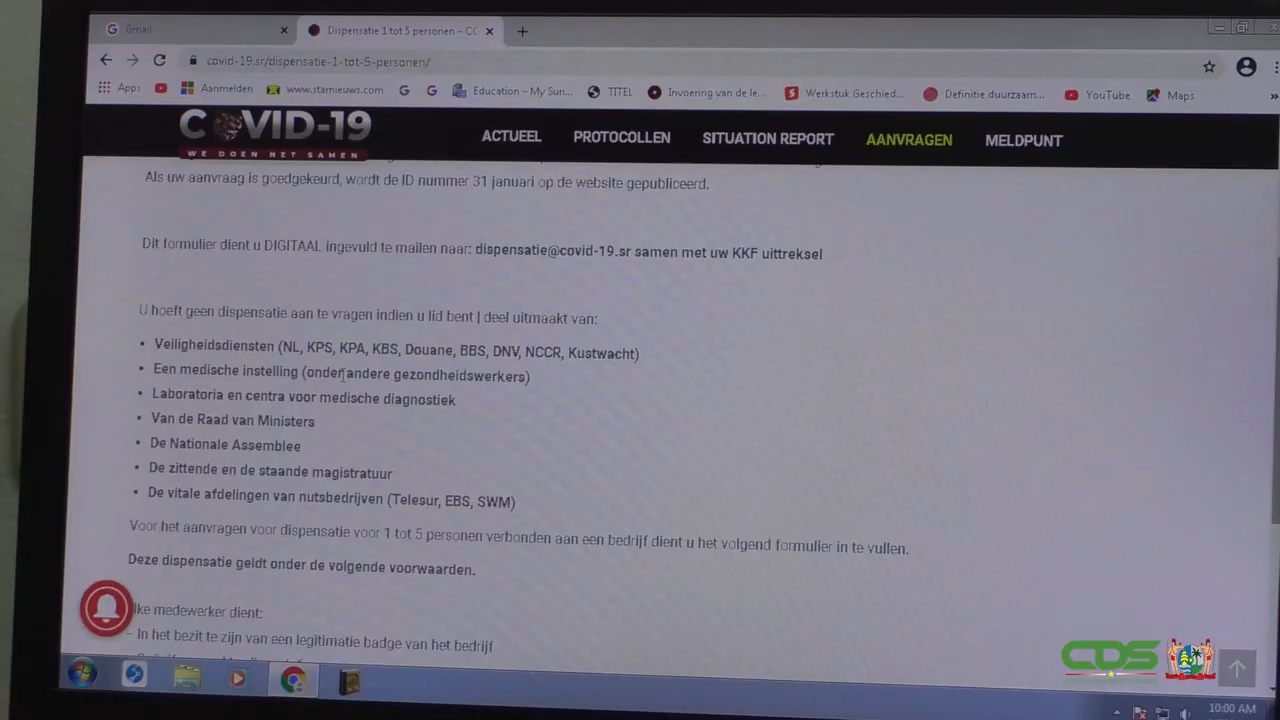 Gmail
Dispensatie 1 tot 5 personen – CC
covid-19.sr/dispensatie-1-tot-5-personen/
Apps
Aanmelden
www.starnieuws.com
Education – My Sun...
TITEL
Invoering van de le...
Werkstuk Geschied...
Definitie duurzaam...
YouTube
Maps
COVID-19
WE DOEN HET SAMEN
ACTUEEL
PROTOCOLLEN
SITUATION REPORT
AANVRAGEN
MELDPUNT
Als uw aanvraag is goedgekeurd, wordt de ID nummer 31 januari op de website gepubliceerd.
Dit formulier dient u DIGITAAL ingevuld te mailen naar: dispensatie@covid-19.sr samen met uw KKF uittreksel
U hoeft geen dispensatie aan te vragen indien u lid bent | deel uitmaakt van:
• Veiligheidsdiensten (NL, KPS, KPA, KBS, Douane, BBS, DNV, NCCR, Kustwacht)
• Een medische instelling (onder andere gezondheidswerkers)
• Laboratoria en centra voor medische diagnostiek
• Van de Raad van Ministers
• De Nationale Assemblee
• De zittende en de staande magistratuur
• De vitale afdelingen van nutsbedrijven (Telesur, EBS, SWM)
Voor het aanvragen voor dispensatie voor 1 tot 5 personen verbonden aan een bedrijf dient u het volgend formulier in te vullen.
Deze dispensatie geldt onder de volgende voorwaarden.
lke medewerker dient:
– In het bezit te zijn van een legitimatie badge van het bedrijf
CDS
10:00 AM